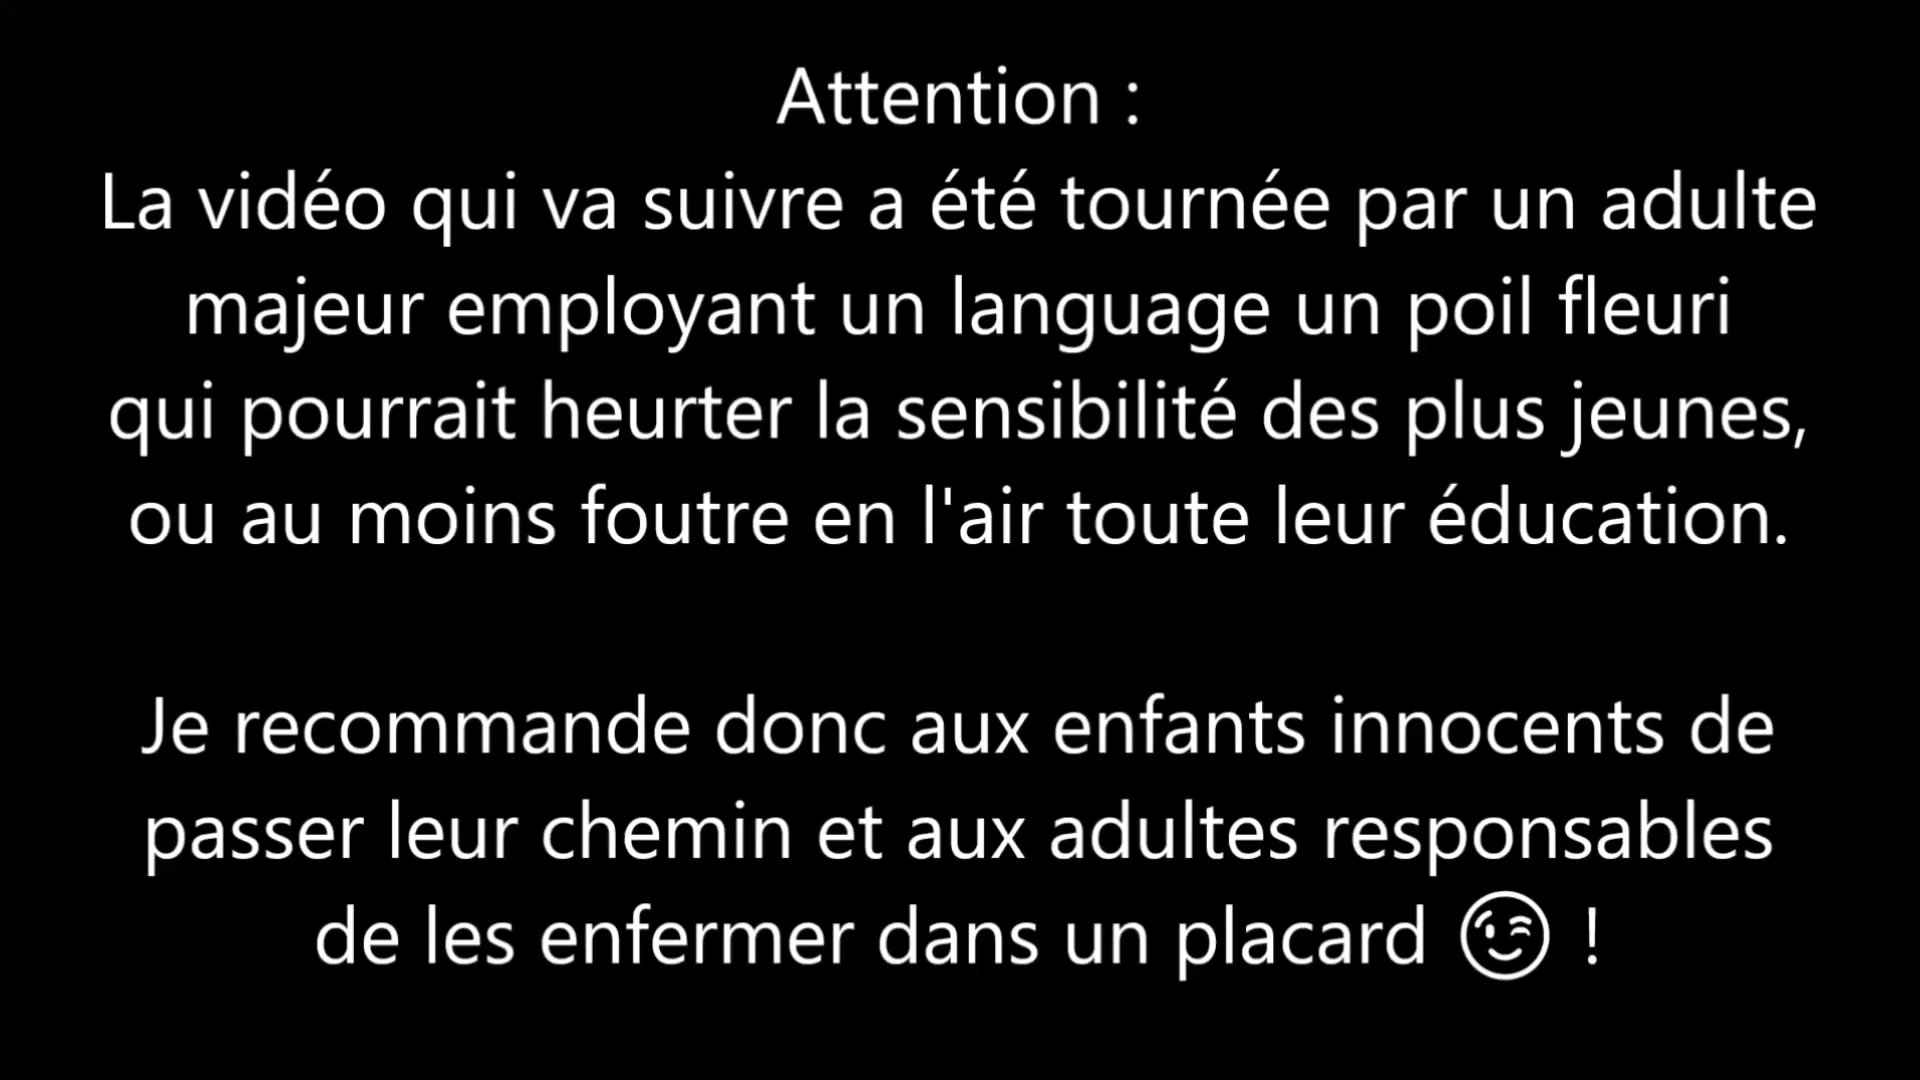 Attention :
La vidéo qui va suivre a été tournée par un adulte
majeur employant un language un poil fleuri
qui pourrait heurter la sensibilité des plus jeunes,
ou au moins foutre en l'air toute leur éducation.
Je recommande donc aux enfants innocents de
passer leur chemin et aux adultes responsables
de les enfermer dans un placard 😉 !